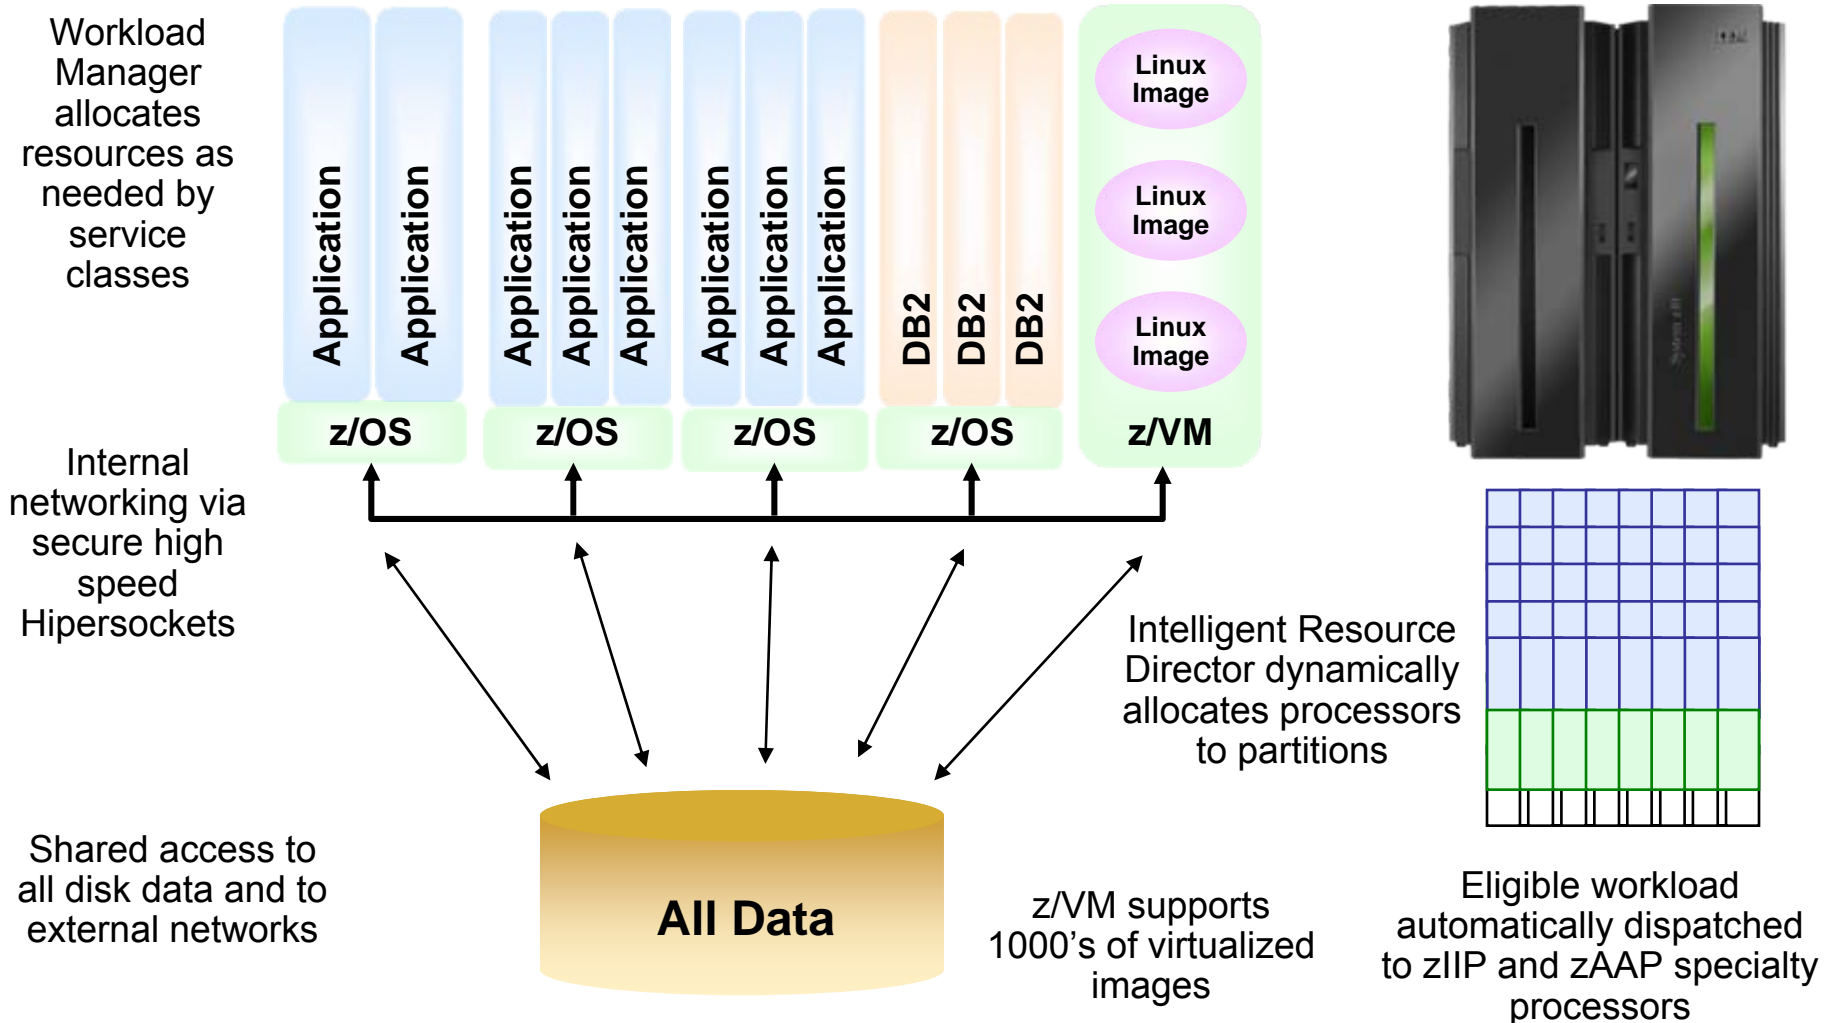 Workload
Manager
allocates
resources as
needed by
service
classes
Application
Application
Application
Application
Application
Application
Application
Application
DB2
DB2
DB2
Linux
Image
Linux
Image
Linux
Image
z/OS
z/OS
z/OS
z/OS
z/VM
Internal
networking via
secure high
speed
Hipersockets
Intelligent Resource
Director dynamically
allocates processors
to partitions
Shared access to
all disk data and to
external networks
All Data
z/VM supports
1000's of virtualized
images
Eligible workload
automatically dispatched
to zIIP and zAAP specialty
processors